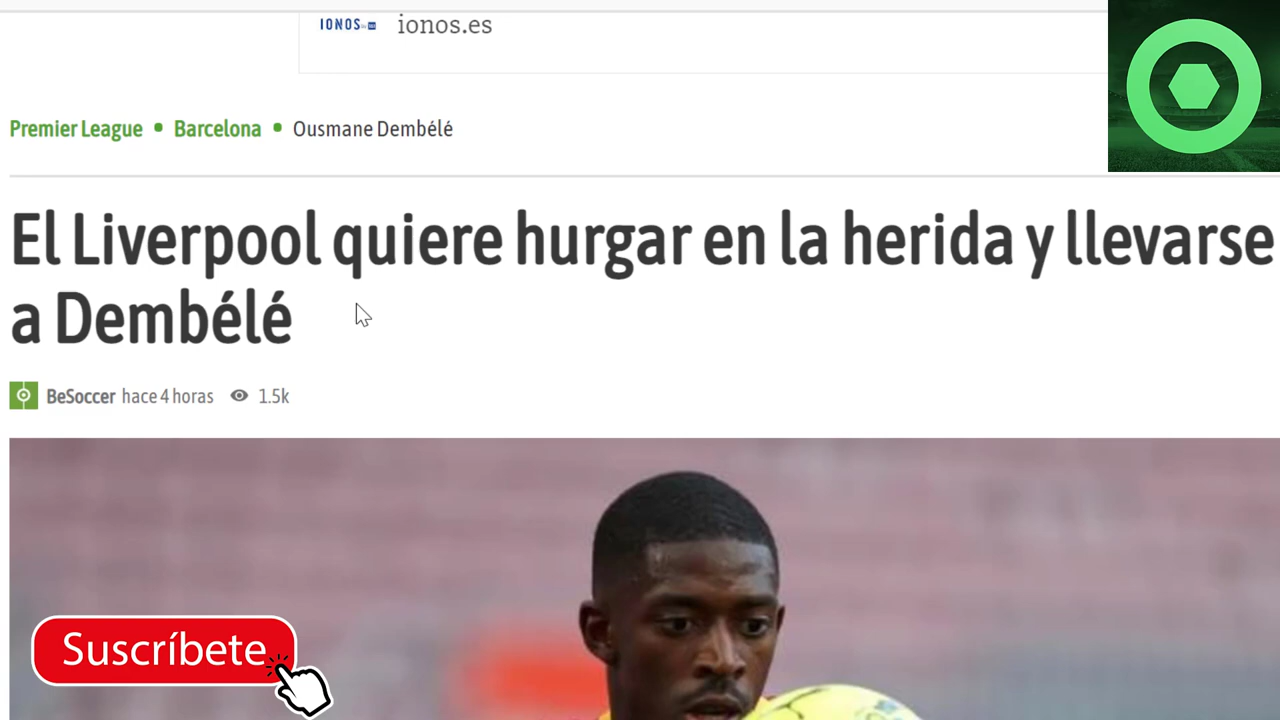 IONOS
ionos.es
Premier League • Barcelona • Ousmane Dembélé
El Liverpool quiere hurgar en la herida y llevarse
a Dembélé
BeSoccer hace 4 horas 1.5k
Suscríbete